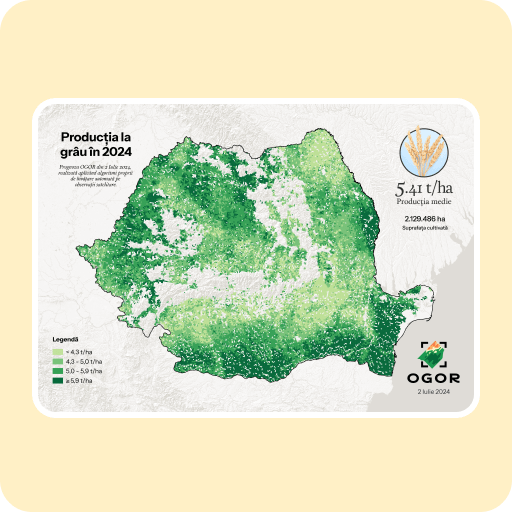 Producția la
grâu în 2024
Prognoza OGOR din 2 Iulie 2024,
realizată aplicând algoritmi proprii
de învățare automată pe
observații satelitare.
5.41 t/ha
Producția medie
2.129.486 ha
Suprafața cultivată
Legendă
< 4,3 t/ha
4,3 – 5,0 t/ha
5,0 – 5,9 t/ha
≥ 5,9 t/ha
OGOR
2 Iulie 2024